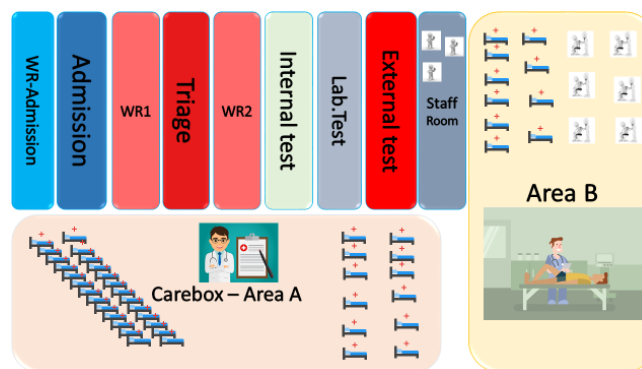 WR-Admission
Admission
WR1
Triage
WR2
Internal test
Lab.Test
External test
Staff
Room
Area B
Carebox – Area A